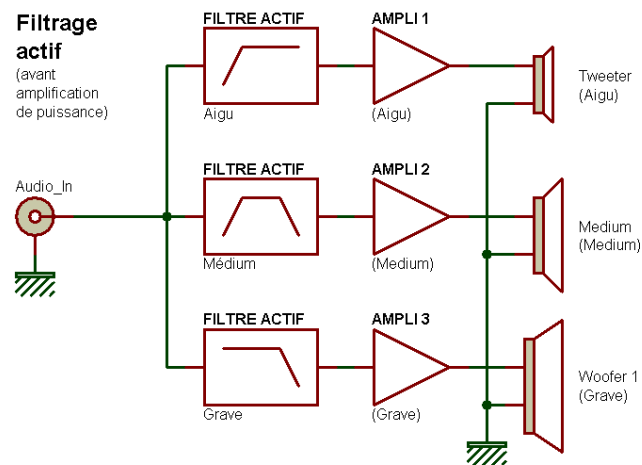 Filtrage
actif
(avant
amplification
de puissance)
FILTRE ACTIF
AMPLI 1
Aigu
(Aigu)
Tweeter
(Aigu)
Audio_In
FILTRE ACTIF
AMPLI 2
Médium
(Medium)
Medium
(Medium)
FILTRE ACTIF
AMPLI 3
Grave
(Grave)
Woofer 1
(Grave)